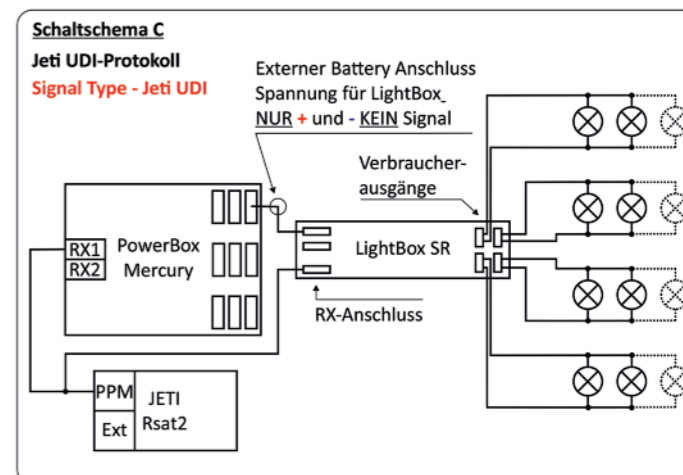 Schaltschema C
Jeti UDI-Protokoll
Signal Type - Jeti UDI
Externer Battery Anschluss
Spannung für LightBox
NUR + und - KEIN Signal
Verbraucher-
ausgänge
RX1
RX2
PowerBox
Mercury
LightBox SR
RX-Anschluss
PPM
Ext
JETI
Rsat2